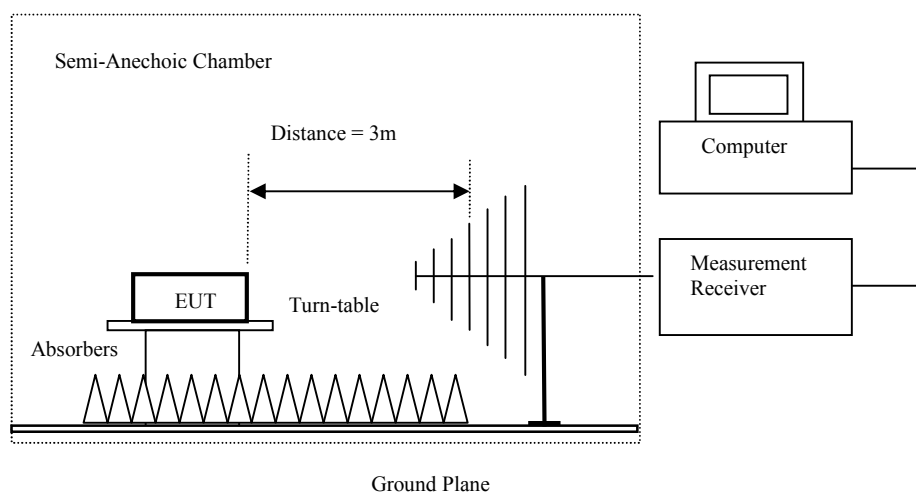 Semi-Anechoic Chamber
Distance = 3m
Computer
Measurement
Receiver
EUT
Turn-table
Absorbers
Ground Plane